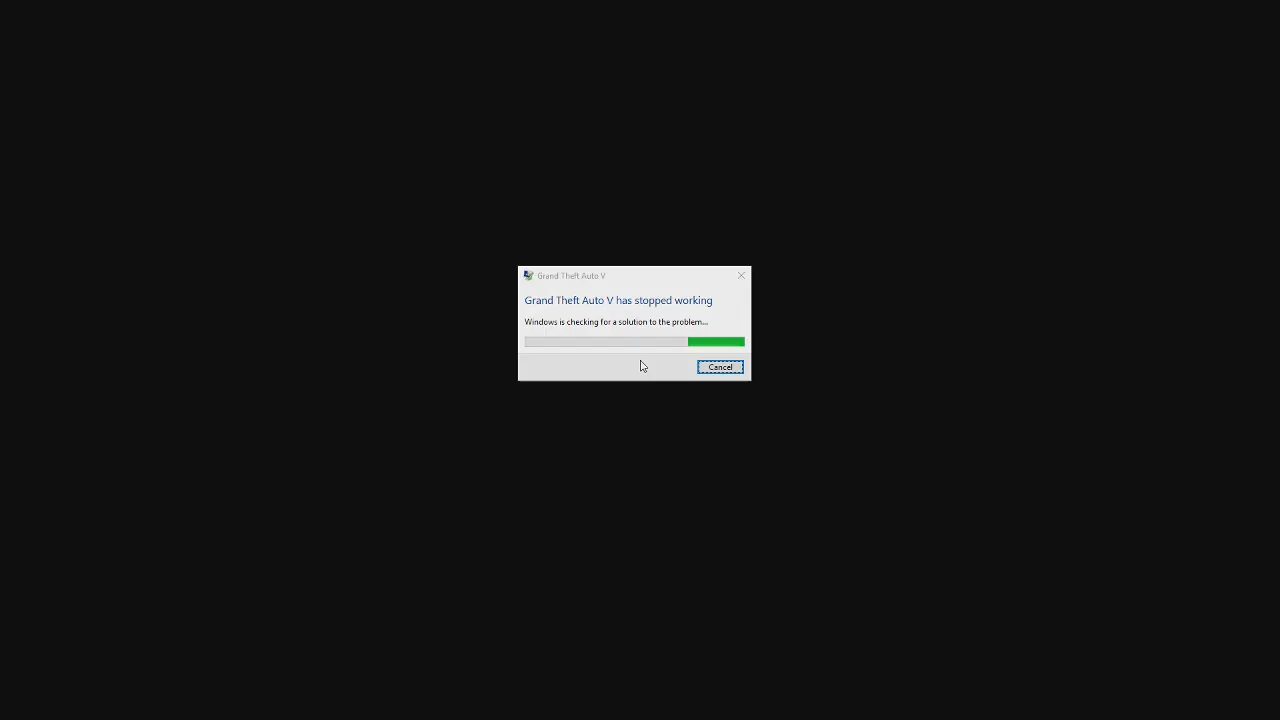 Grand Theft Auto V
Grand Theft Auto V has stopped working
Windows is checking for a solution to the problem...
Cancel